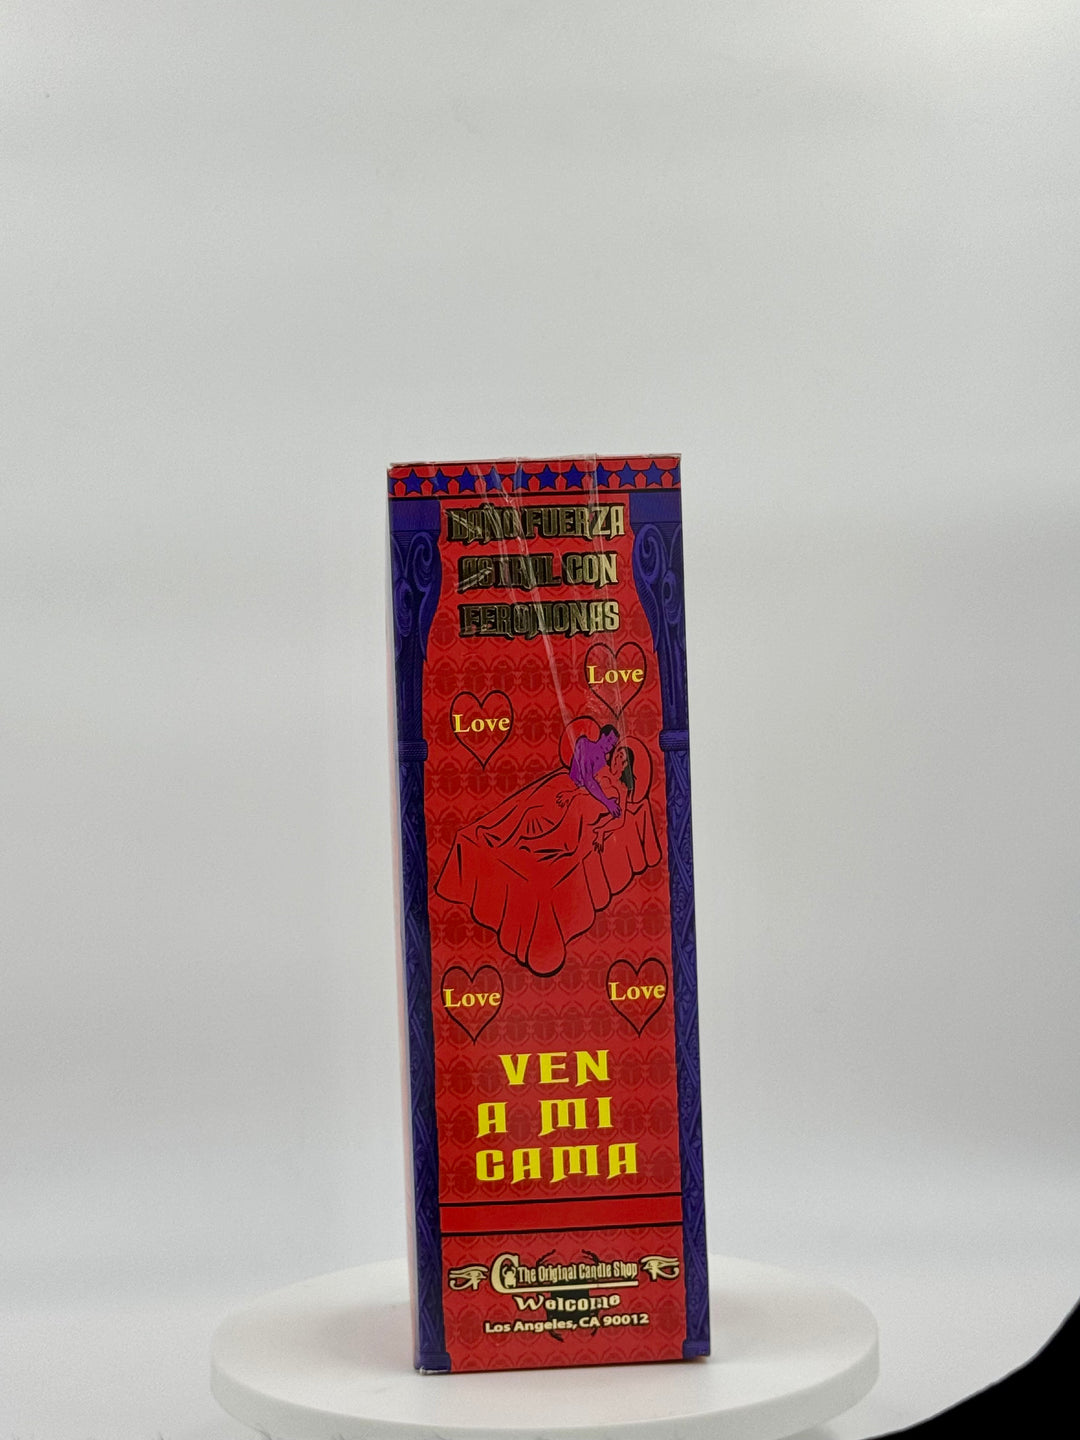 BAÑO FUERZA
ASTRAL CON
FEROMONAS
Love
Love
Love
Love
VEN
A MI
CAMA
The Original Candle Shop
Welcome
Los Angeles, CA 90012